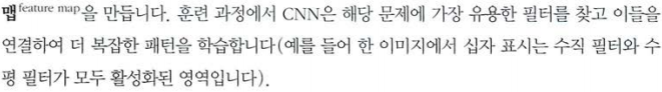 맵feature map을 만듭니다. 훈련 과정에서 CNN은 해당 문제에 가장 유용한 필터를 찾고 이들을
연결하여 더 복잡한 패턴을 학습합니다(예를 들어 한 이미지에서 십자 표시는 수직 필터와 수
평 필터가 모두 활성화된 영역입니다).